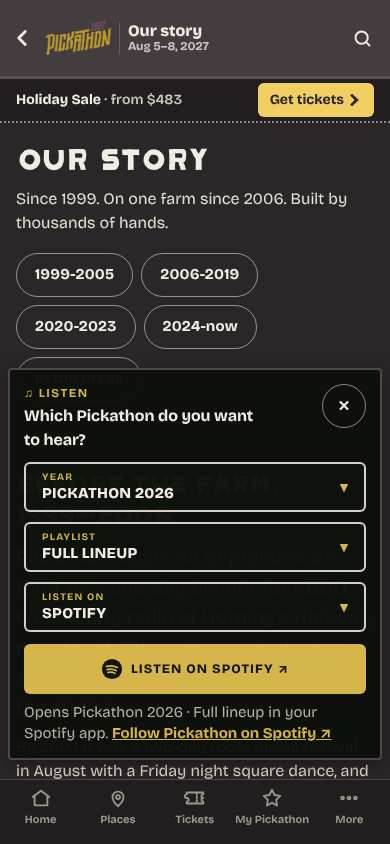 PICKATHON
Our story
Aug 5–8, 2027
Holiday Sale · from $483
Get tickets
OUR STORY
Since 1999. On one farm since 2006. Built by
thousands of hands.
1999-2005
2006-2019
2020-2023
2024-now
♫ LISTEN
Which Pickathon do you want
to hear?
YEAR
PICKATHON 2026
PLAYLIST
FULL LINEUP
LISTEN ON
SPOTIFY
LISTEN ON SPOTIFY ↗
Opens Pickathon 2026 · Full lineup in your
Spotify app. Follow Pickathon on Spotify ↗
in August with a Friday night square dance, and
Home
Places
Tickets
My Pickathon
More